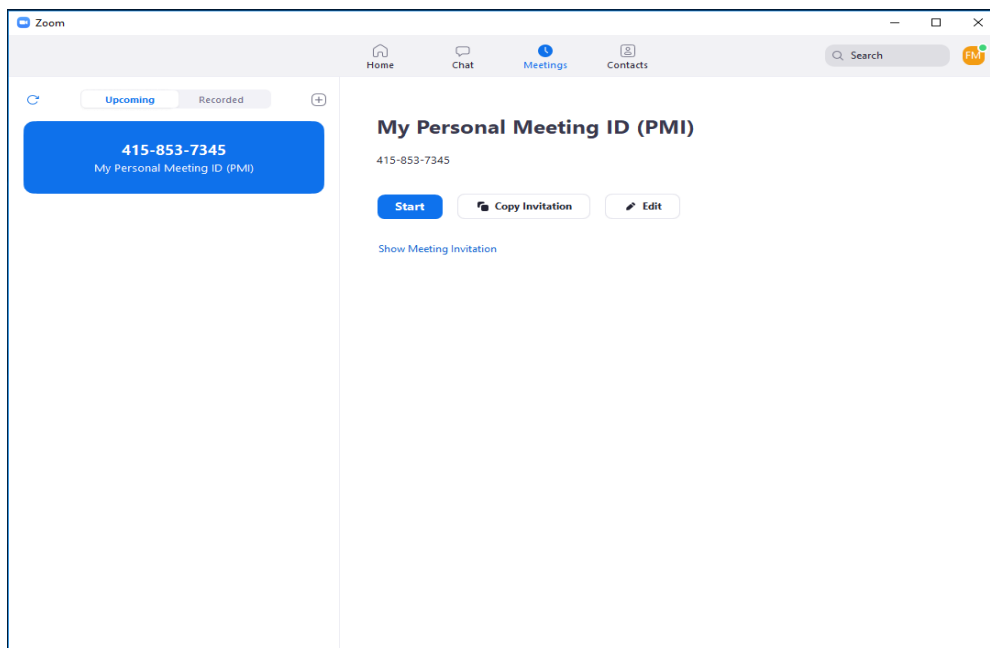 Zoom
Home Chat Meetings Contacts
Search
FM
Upcoming Recorded
415-853-7345
My Personal Meeting ID (PMI)
My Personal Meeting ID (PMI)
415-853-7345
Start Copy Invitation Edit
Show Meeting Invitation